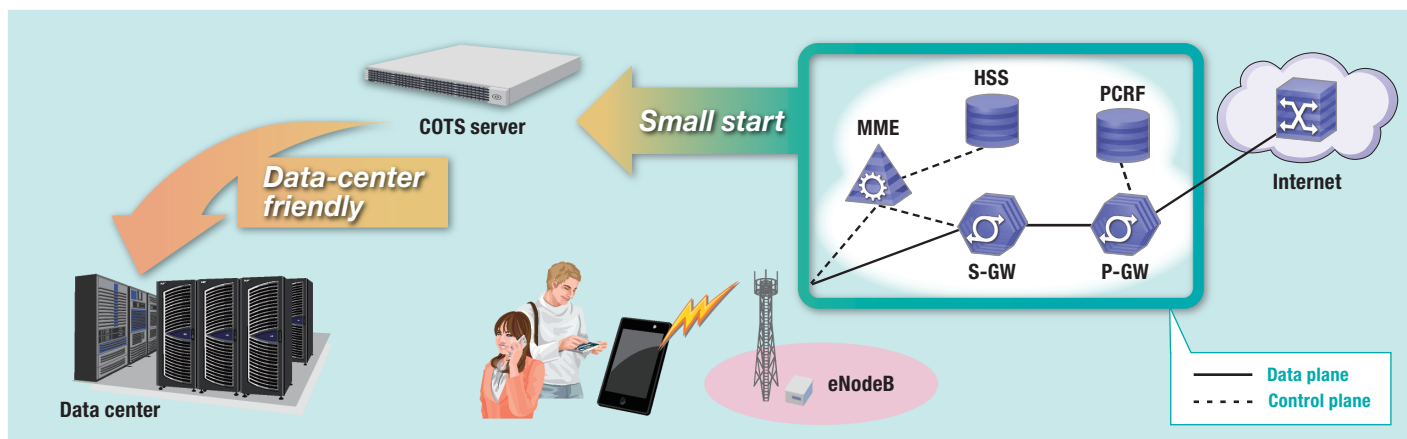 COTS server
Small start
Data-center
friendly
Data center
eNodeB
HSS
PCRF
MME
S-GW
P-GW
Internet
Data plane
Control plane